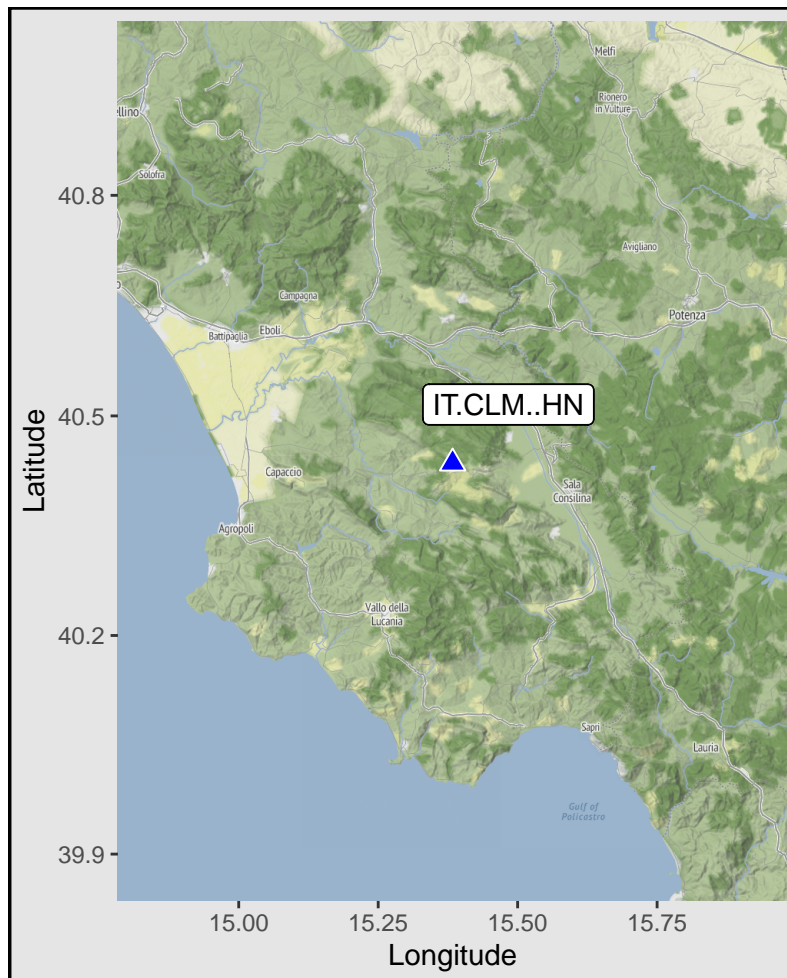 Melfi
Rionero
in Vulture
ellino
Solofra
40.8
Avigliano
Campagna
Potenza
Battipaglia
Eboli
40.5
IT.CLM..HN
Latitude
Capaccio
Sala
Consilina
Agropoli
Vallo della
Lucania
40.2
Sapri
Lauria
Gulf of
Policastro
39.9
15.00
15.25
15.50
15.75
Longitude